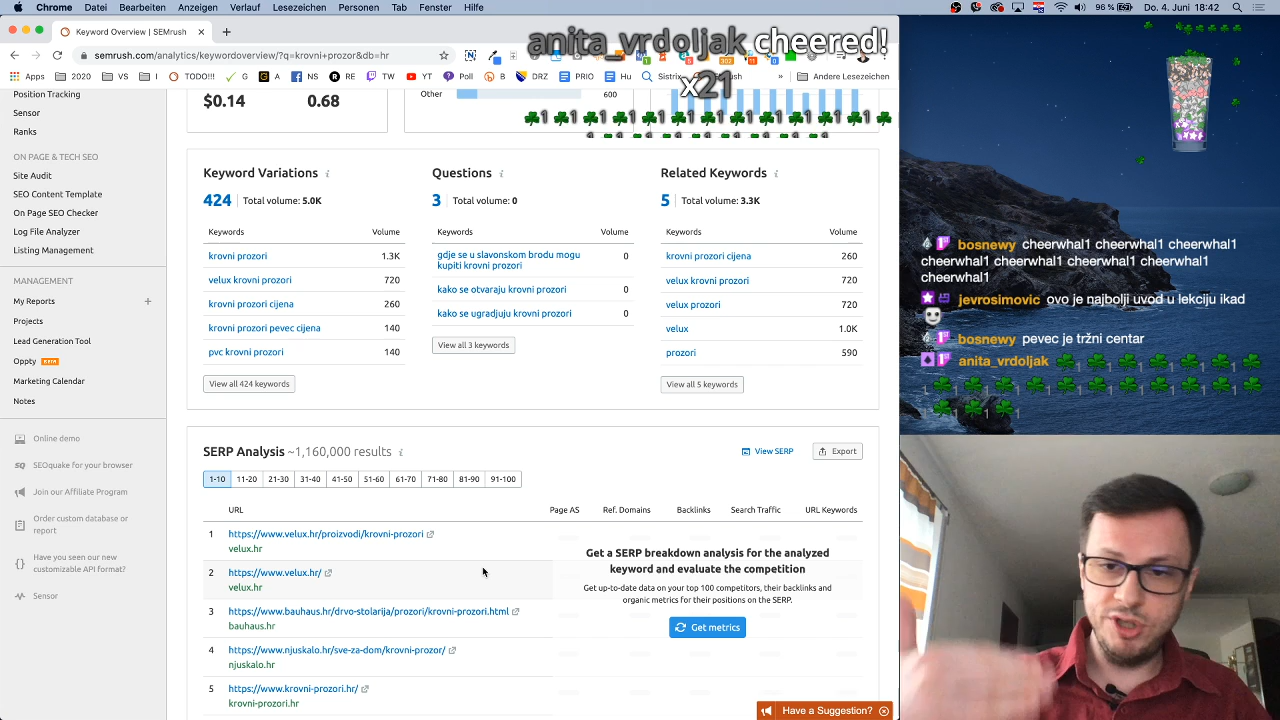 Chrome Datei Bearbeiten Anzeigen Verlauf Lesezeichen Personen Tab Fenster Hilfe
96 % Do. 4. Juni 18:42
Keyword Overview | SEMrush
semrush.com/analytics/keywordoverview/?q=krovni+prozor&db=hr
Apps 2020 VS I TODO!!! G A NS RE TW YT Poll B DRZ PRIO Hu Sistrix » Andere Lesezeichen
anita_vrdoljak cheered!
x21
Position Tracking
Sensor
Ranks
ON PAGE & TECH SEO
Site Audit
SEO Content Template
On Page SEO Checker
Log File Analyzer
Listing Management
MANAGEMENT
My Reports +
Projects
Lead Generation Tool
Oppty BETA
Marketing Calendar
Notes
Online demo
SEOquake for your browser
Join our Affiliate Program
Order custom database or
report
Have you seen our new
customizable API format?
Sensor
$0.14 0.68
Other 600
Keyword Variations
424 Total volume: 5.0K
Keywords Volume
krovni prozori 1.3K
velux krovni prozori 720
krovni prozori cijena 260
krovni prozori pevec cijena 140
pvc krovni prozori 140
View all 424 keywords
Questions
3 Total volume: 0
Keywords Volume
gdje se u slavonskom brodu mogu 0
kupiti krovni prozori
kako se otvaraju krovni prozori 0
kako se ugradjuju krovni prozori 0
View all 3 keywords
Related Keywords
5 Total volume: 3.3K
Keywords Volume
krovni prozori cijena 260
velux krovni prozori 720
velux prozori 720
velux 1.0K
prozori 590
View all 5 keywords
SERP Analysis ~1,160,000 results
View SERP Export
1-10 11-20 21-30 31-40 41-50 51-60 61-70 71-80 81-90 91-100
URL Page AS Ref. Domains Backlinks Search Traffic URL Keywords
1 https://www.velux.hr/proizvodi/krovni-prozori
velux.hr
2 https://www.velux.hr/
velux.hr
3 https://www.bauhaus.hr/drvo-stolarija/prozori/krovni-prozori.html
bauhaus.hr
4 https://www.njuskalo.hr/sve-za-dom/krovni-prozor/
njuskalo.hr
5 https://www.krovni-prozori.hr/
krovni-prozori.hr
Get a SERP breakdown analysis for the analyzed
keyword and evaluate the competition
Get up-to-date data on your top 100 competitors, their backlinks and
organic metrics for their positions on the SERP.
Get metrics
Have a Suggestion?
bosnewy cheerwhal1 cheerwhal1 cheerwhal1
cheerwhal1 cheerwhal1 cheerwhal1 cheerwhal1
cheerwhal1
jevrosimovic ovo je najbolji uvod u lekciju ikad
bosnewy pevec je tržni centar
anita_vrdoljak